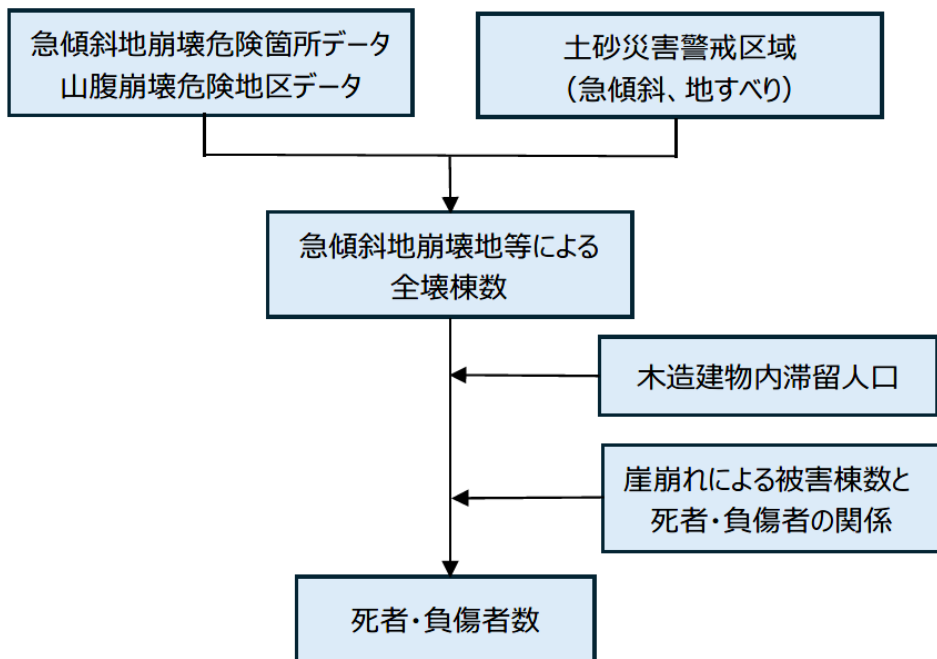 急傾斜地崩壊危険箇所データ
山腹崩壊危険地区データ
土砂災害警戒区域
（急傾斜、地すべり）
急傾斜地崩壊地等による
全壊棟数
木造建物内滞留人口
崖崩れによる被害棟数と
死者・負傷者の関係
死者・負傷者数